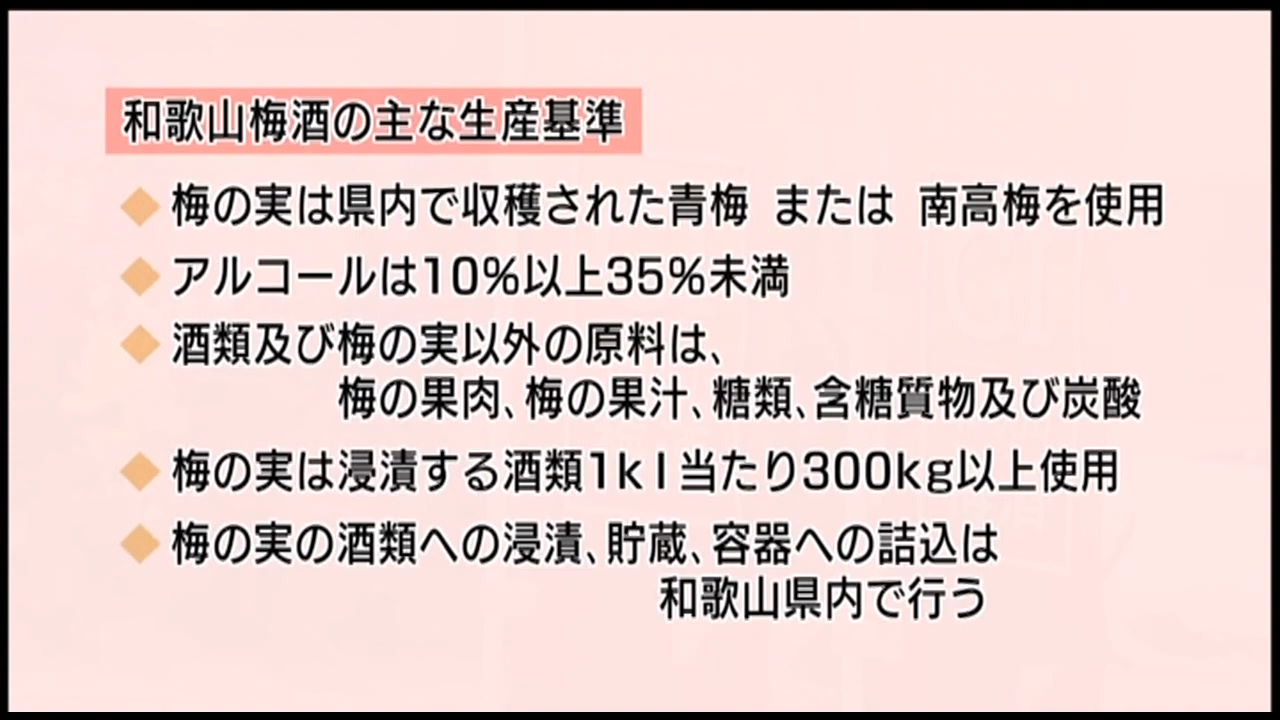 和歌山梅酒の主な生産基準
◆ 梅の実は県内で収穫された青梅 または 南高梅を使用
◆ アルコールは10%以上35%未満
◆ 酒類及び梅の実以外の原料は、
梅の果肉、梅の果汁、糖類、含糖質物及び炭酸
◆ 梅の実は浸漬する酒類1kl当たり300kg以上使用
◆ 梅の実の酒類への浸漬、貯蔵、容器への詰込は
和歌山県内で行う